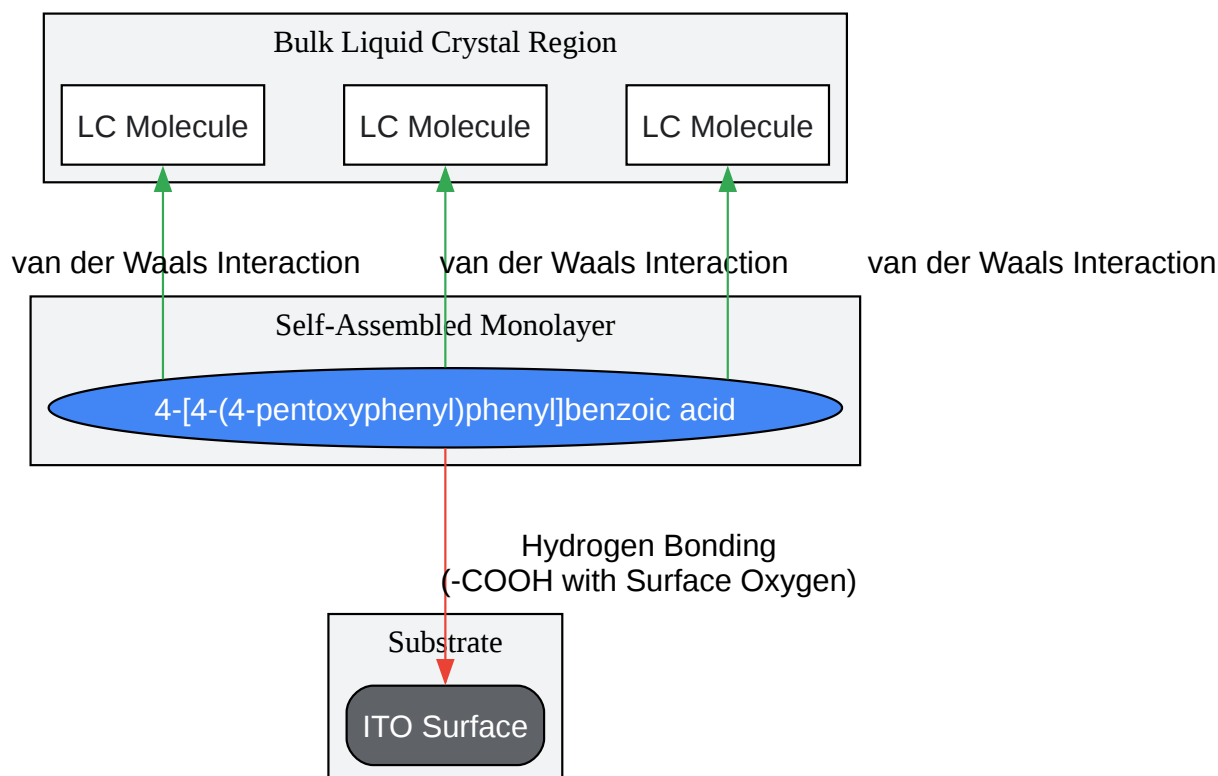 Bulk Liquid Crystal Region
LC Molecule
LC Molecule
LC Molecule
van der Waals Interaction
van der Waals Interaction
van der Waals Interaction
Self-Assembled Monolayer
4-[4-(4-pentoxyphenyl)phenyl]benzoic acid
Hydrogen Bonding
(-COOH with Surface Oxygen)
Substrate
ITO Surface